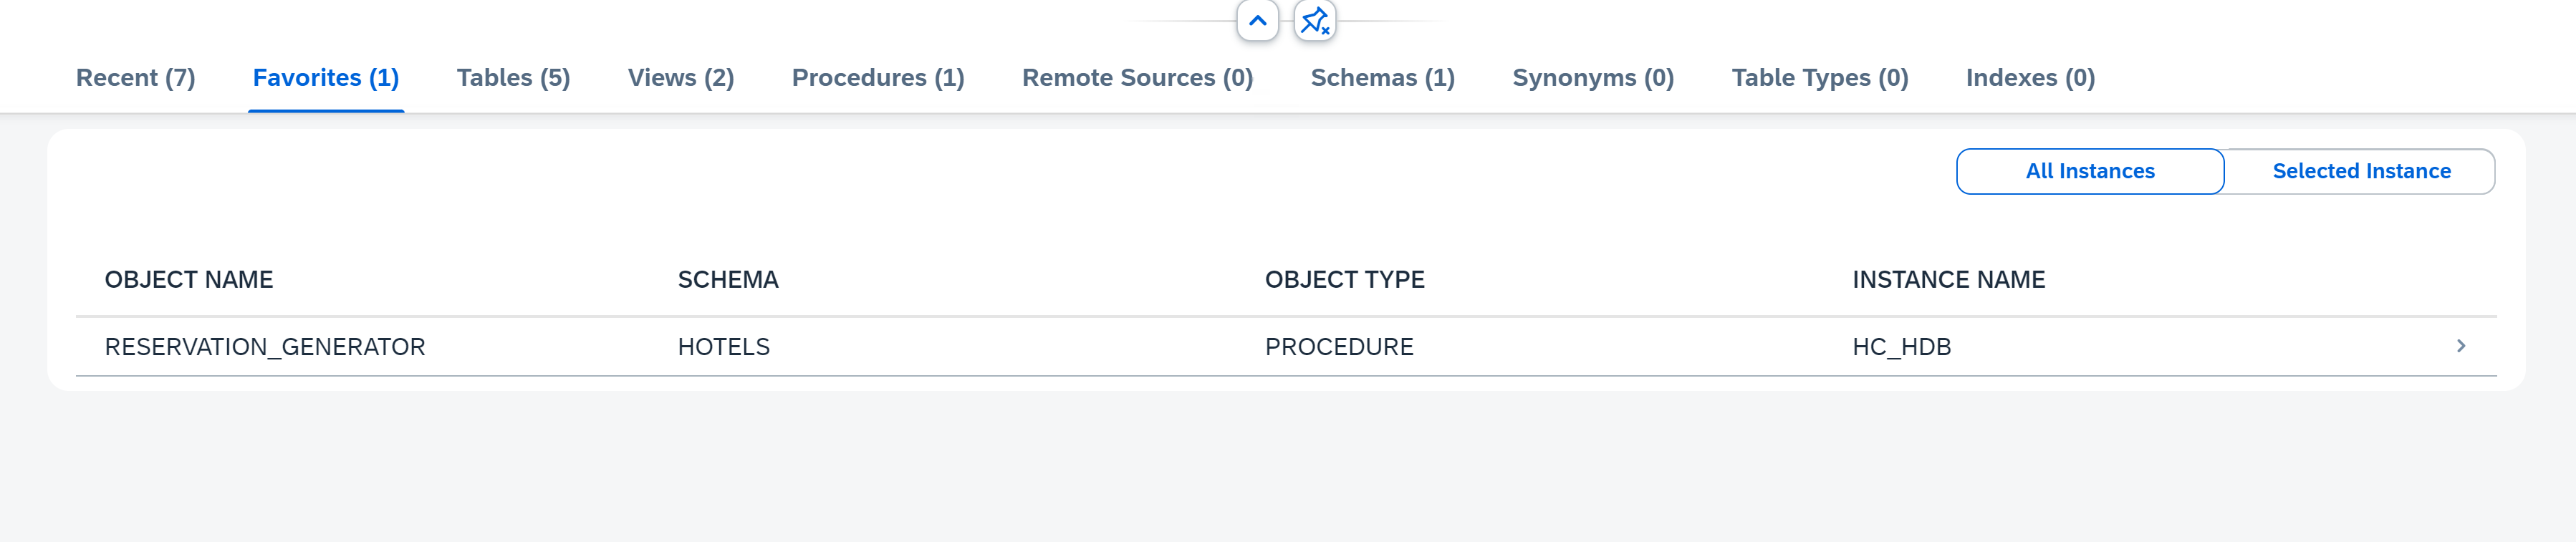 Recent (7) Favorites (1) Tables (5) Views (2) Procedures (1) Remote Sources (0) Schemas (1) Synonyms (0) Table Types (0) Indexes (0)
All Instances Selected Instance
OBJECT NAME SCHEMA OBJECT TYPE INSTANCE NAME
RESERVATION_GENERATOR HOTELS PROCEDURE HC_HDB